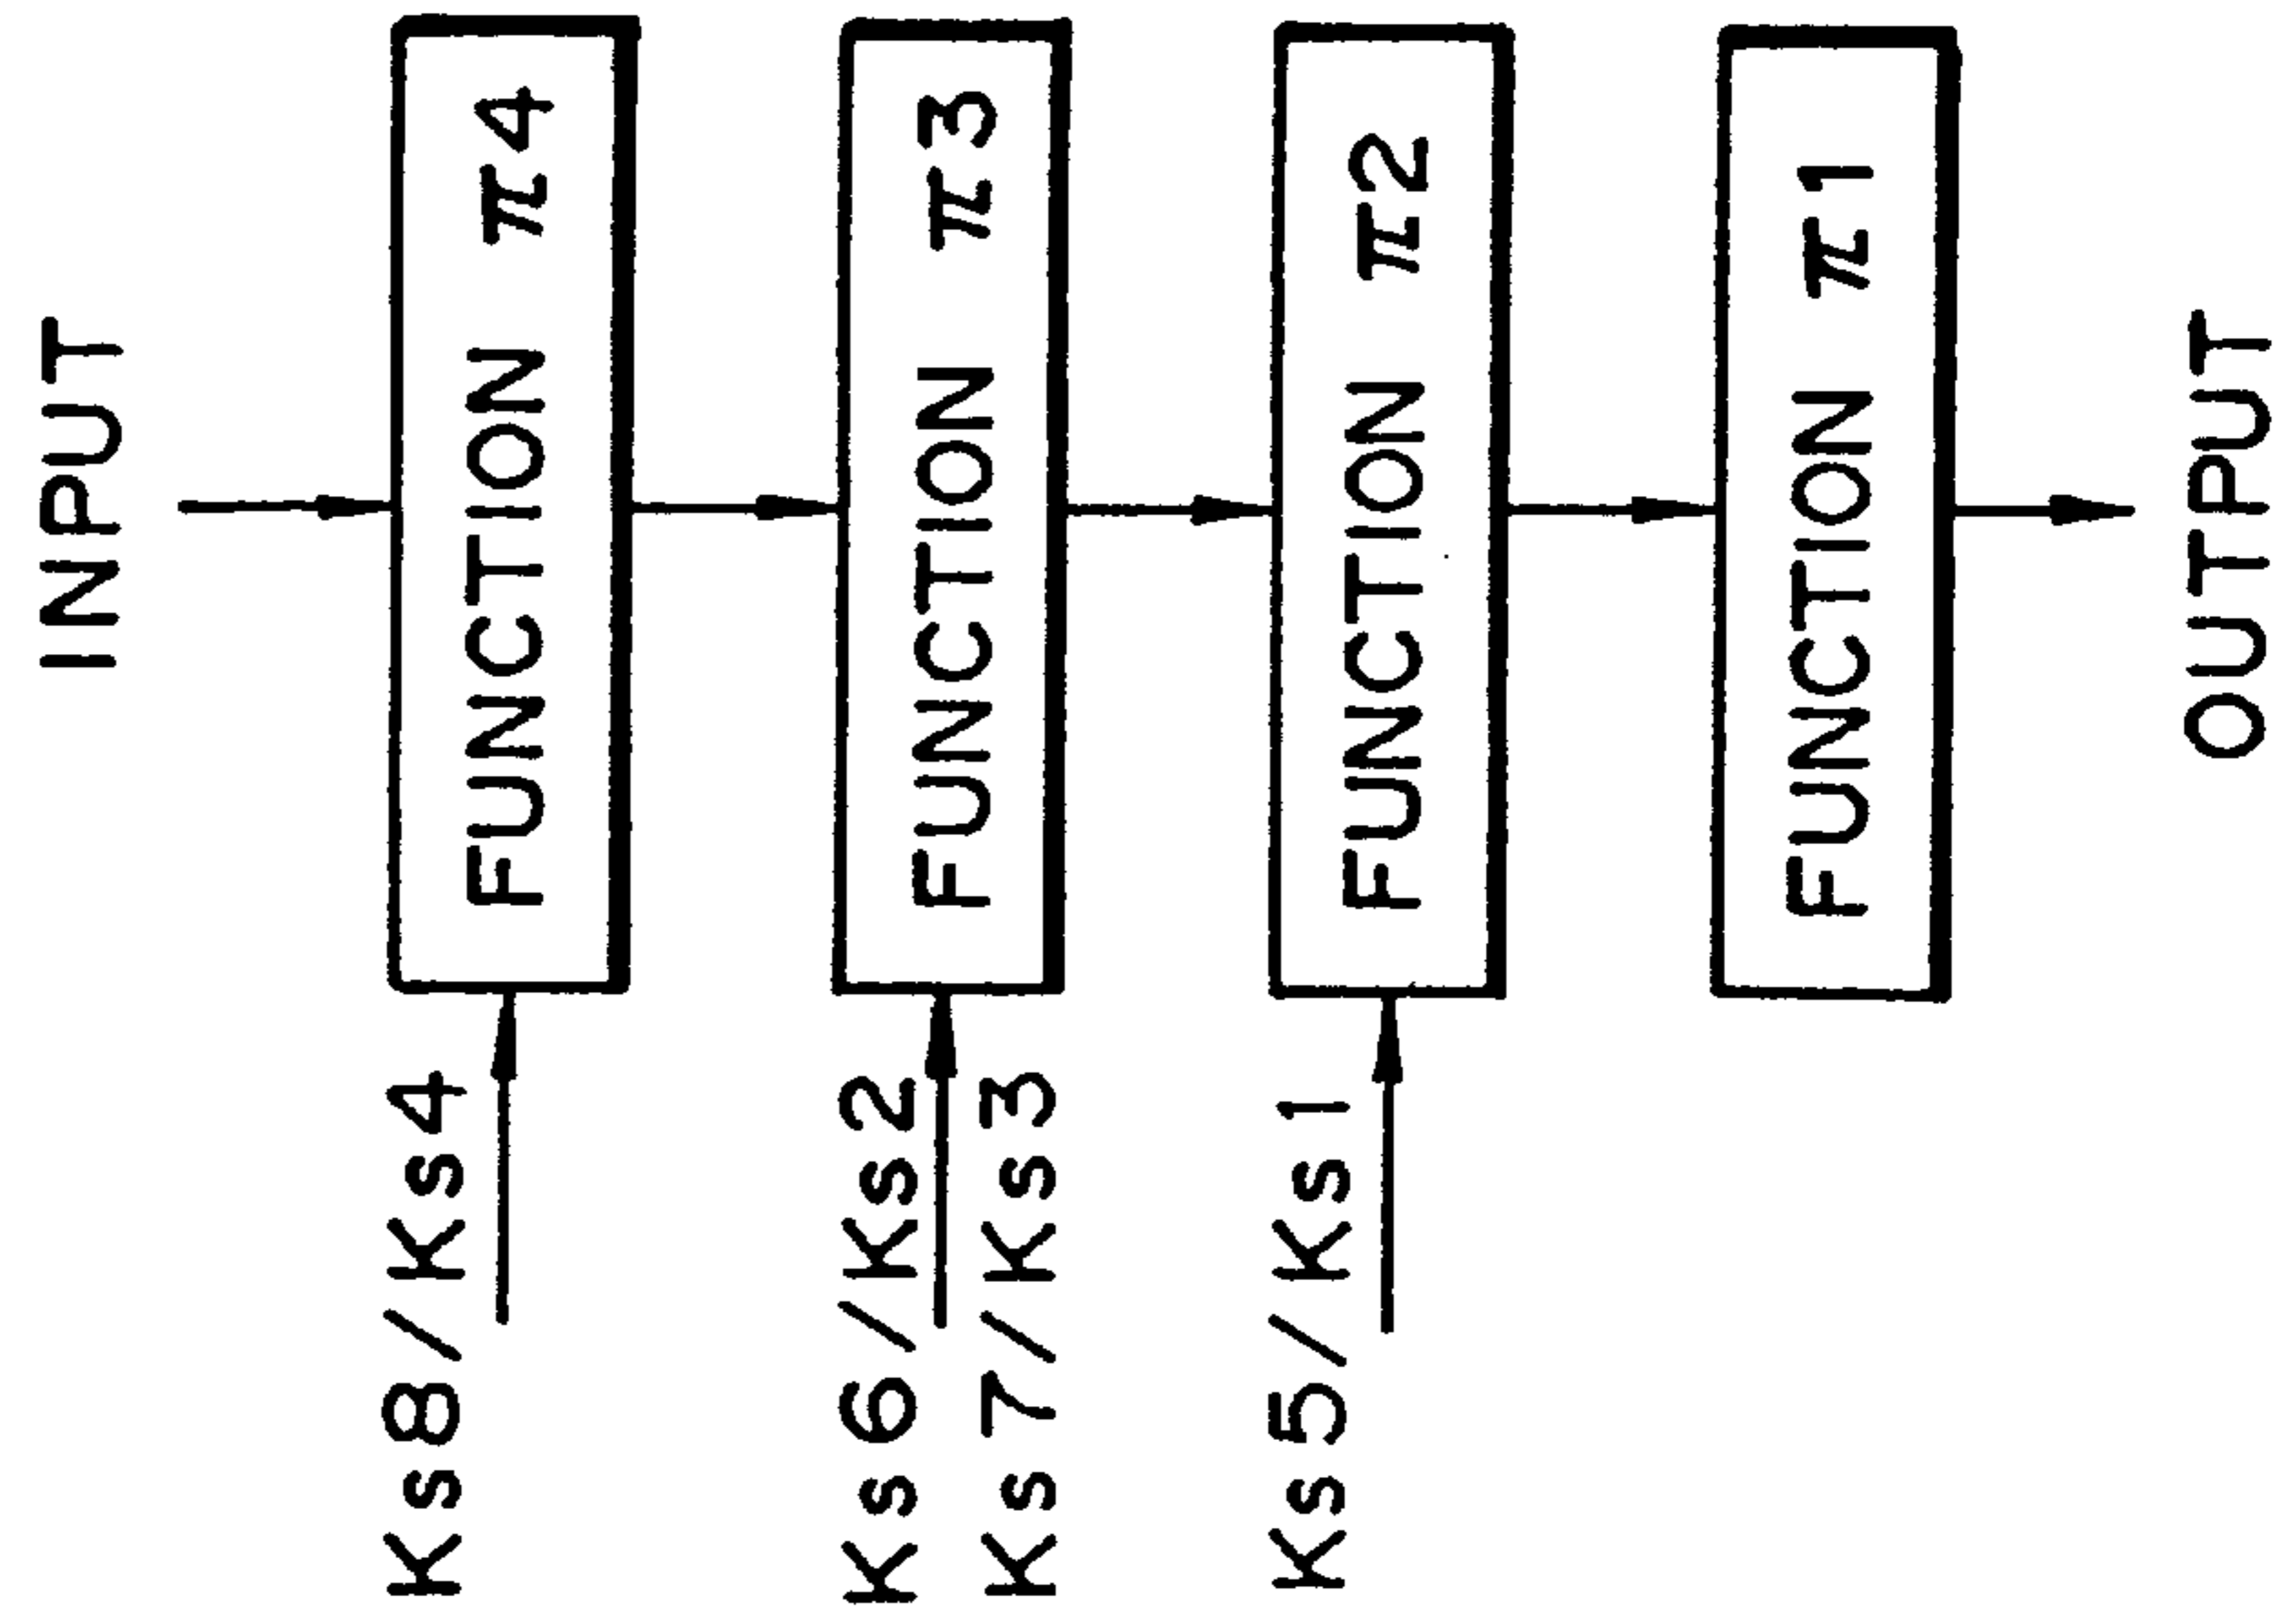 INPUT
Ks8/Ks4
FUNCTION π4
Ks6/Ks2
Ks7/Ks3
FUNCTION π3
Ks5/Ks1
FUNCTION π2
FUNCTION π1
OUTPUT